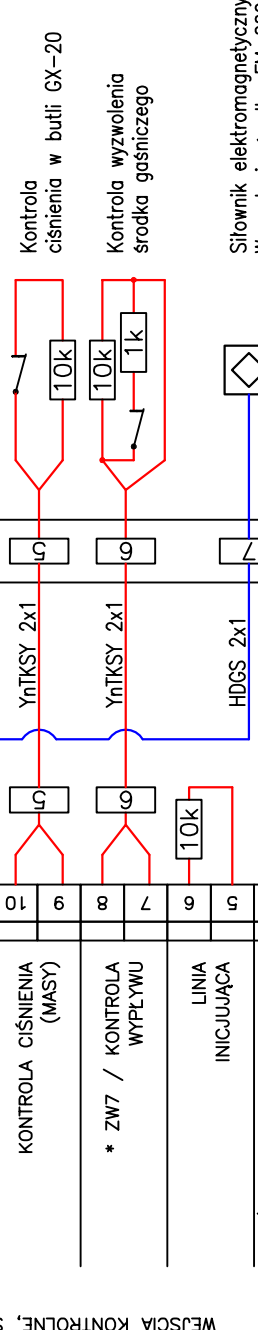 Kontrola
ciśnienia w butli GX-20
Kontrola wyzwolenia
środka gaśniczego
Siłownik elektromagnetyczny
10k
10k
1k
5
6
7
YnTKSY 2x1
YnTKSY 2x1
HDGS 2x1
5
6
10k
10
9
8
7
6
5
KONTROLA CIŚNIENIA
(MASY)
* ZW7 / KONTROLA
WYPŁYWU
LINIA
INICJUJĄCA
WEJŚCIA KONTROLNE,